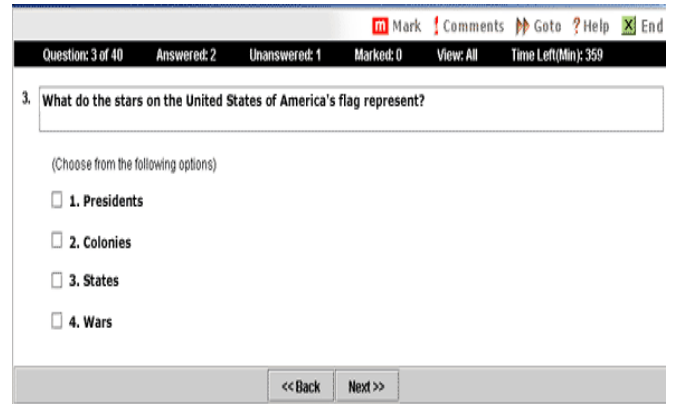 m Mark ! Comments Goto ? Help X End
Question: 3 of 40 Answered: 2 Unanswered: 1 Marked: 0 View: All Time Left(Min): 359
3. What do the stars on the United States of America's flag represent?
(Choose from the following options)
1. Presidents
2. Colonies
3. States
4. Wars
<< Back Next >>